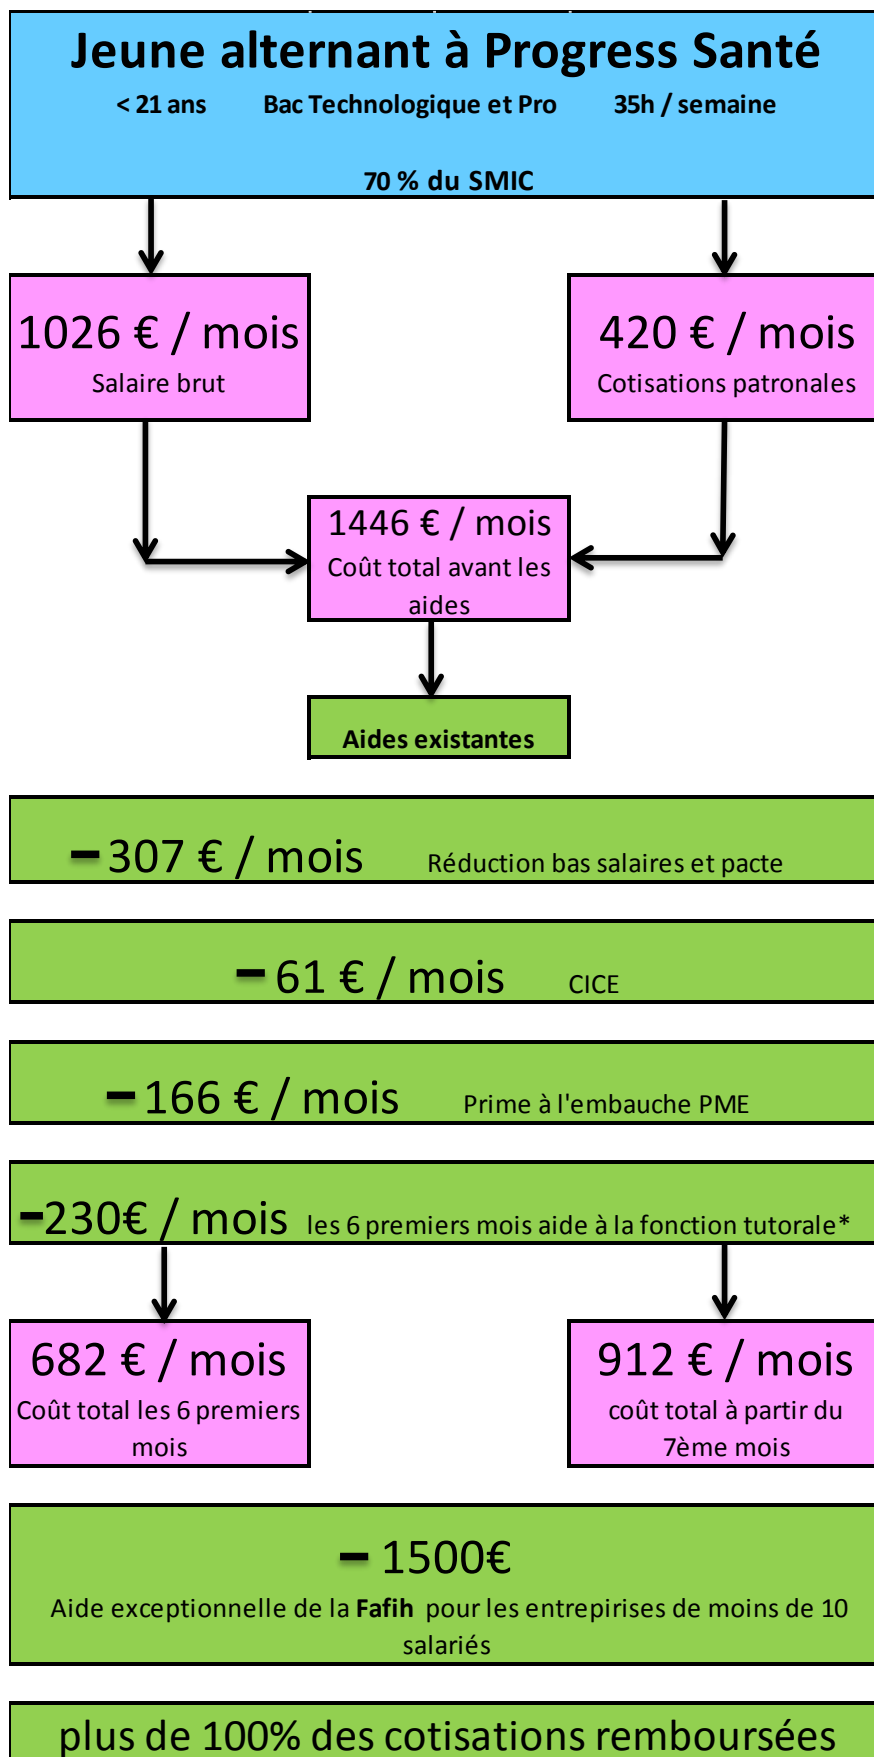 Jeune alternant à Progress Santé
< 21 ans Bac Technologique et Pro 35h / semaine
70 % du SMIC
1026 € / mois
Salaire brut
420 € / mois
Cotisations patronales
1446 € / mois
Coût total avant les
aides
Aides existantes
– 307 € / mois Réduction bas salaires et pacte
– 61 € / mois CICE
– 166 € / mois Prime à l'embauche PME
–230€ / mois les 6 premiers mois aide à la fonction tutorale*
682 € / mois
Coût total les 6 premiers
mois
912 € / mois
coût total à partir du
7ème mois
– 1500€
Aide exceptionnelle de la Fafih pour les entrepirises de moins de 10
salariés
plus de 100% des cotisations remboursées